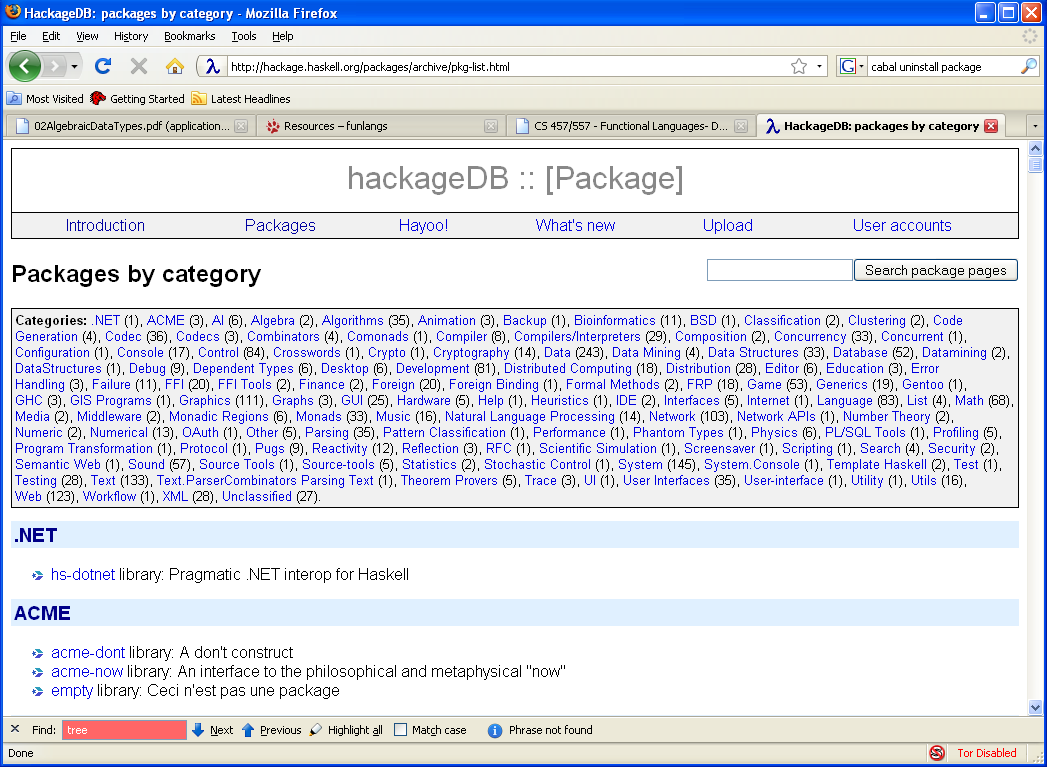 HackageDB: packages by category - Mozilla Firefox
File Edit View History Bookmarks Tools Help
http://hackage.haskell.org/packages/archive/pkg-list.html G cabal uninstall package
Most Visited Getting Started Latest Headlines
02AlgebraicDataTypes.pdf (application... Resources – funlangs CS 457/557 - Functional Languages- D... HackageDB: packages by category
hackageDB :: [Package]
Introduction Packages Hayoo! What's new Upload User accounts
Packages by category Search package pages
Categories: .NET (1), ACME (3), AI (6), Algebra (2), Algorithms (35), Animation (3), Backup (1), Bioinformatics (11), BSD (1), Classification (2), Clustering (2), Code
Generation (4), Codec (36), Codecs (3), Combinators (4), Comonads (1), Compiler (8), Compilers/Interpreters (29), Composition (2), Concurrency (33), Concurrent (1),
Configuration (1), Console (17), Control (84), Crosswords (1), Crypto (1), Cryptography (14), Data (243), Data Mining (4), Data Structures (33), Database (52), Datamining (2),
DataStructures (1), Debug (9), Dependent Types (6), Desktop (6), Development (81), Distributed Computing (18), Distribution (28), Editor (6), Education (3), Error
Handling (3), Failure (11), FFI (20), FFI Tools (2), Finance (2), Foreign (20), Foreign Binding (1), Formal Methods (2), FRP (18), Game (53), Generics (19), Gentoo (1),
GHC (3), GIS Programs (1), Graphics (111), Graphs (3), GUI (25), Hardware (5), Help (1), Heuristics (1), IDE (2), Interfaces (5), Internet (1), Language (83), List (4), Math (68),
Media (2), Middleware (2), Monadic Regions (6), Monads (33), Music (16), Natural Language Processing (14), Network (103), Network APIs (1), Number Theory (2),
Numeric (2), Numerical (13), OAuth (1), Other (5), Parsing (35), Pattern Classification (1), Performance (1), Phantom Types (1), Physics (6), PL/SQL Tools (1), Profiling (5),
Program Transformation (1), Protocol (1), Pugs (9), Reactivity (12), Reflection (3), RFC (1), Scientific Simulation (1), Screensaver (1), Scripting (1), Search (4), Security (2),
Semantic Web (1), Sound (57), Source Tools (1), Source-tools (5), Statistics (2), Stochastic Control (1), System (145), System.Console (1), Template Haskell (2), Test (1),
Testing (28), Text (133), Text.ParserCombinators Parsing Text (1), Theorem Provers (5), Trace (3), UI (1), User Interfaces (35), User-interface (1), Utility (1), Utils (16),
Web (123), Workflow (1), XML (28), Unclassified (27).
.NET
hs-dotnet library: Pragmatic .NET interop for Haskell
ACME
acme-dont library: A don't construct
acme-now library: An interface to the philosophical and metaphysical "now"
empty library: Ceci n'est pas une package
Find: tree Next Previous Highlight all Match case Phrase not found
Done Tor Disabled